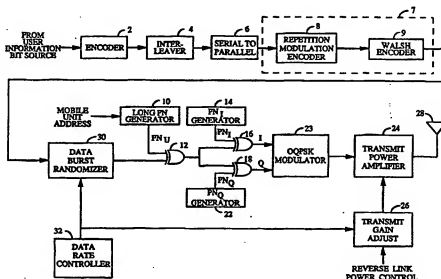 7
FROM
USER
INFORMATION
BIT SOURCE
2
ENCODER
4
INTER-
LEAVER
6
SERIAL TO
PARALLEL
8
REPETITION
MODULATION
ENCODER
9
WALSH
ENCODER
MOBILE UNIT
ADDRESS
10
LONG PN
GENERATOR
14
PN I
GENERATOR
28
30
DATA
BURST
RANDOMIZER
PN U
12
PN I
16
I
18
Q
PN Q
PN Q
GENERATOR
22
23
OQPSK
MODULATOR
24
TRANSMIT
POWER
AMPLIFIER
26
TRANSMIT
GAIN
ADJUST
32
DATA
RATE
CONTROLLER
REVERSE LINK
POWER CONTROL